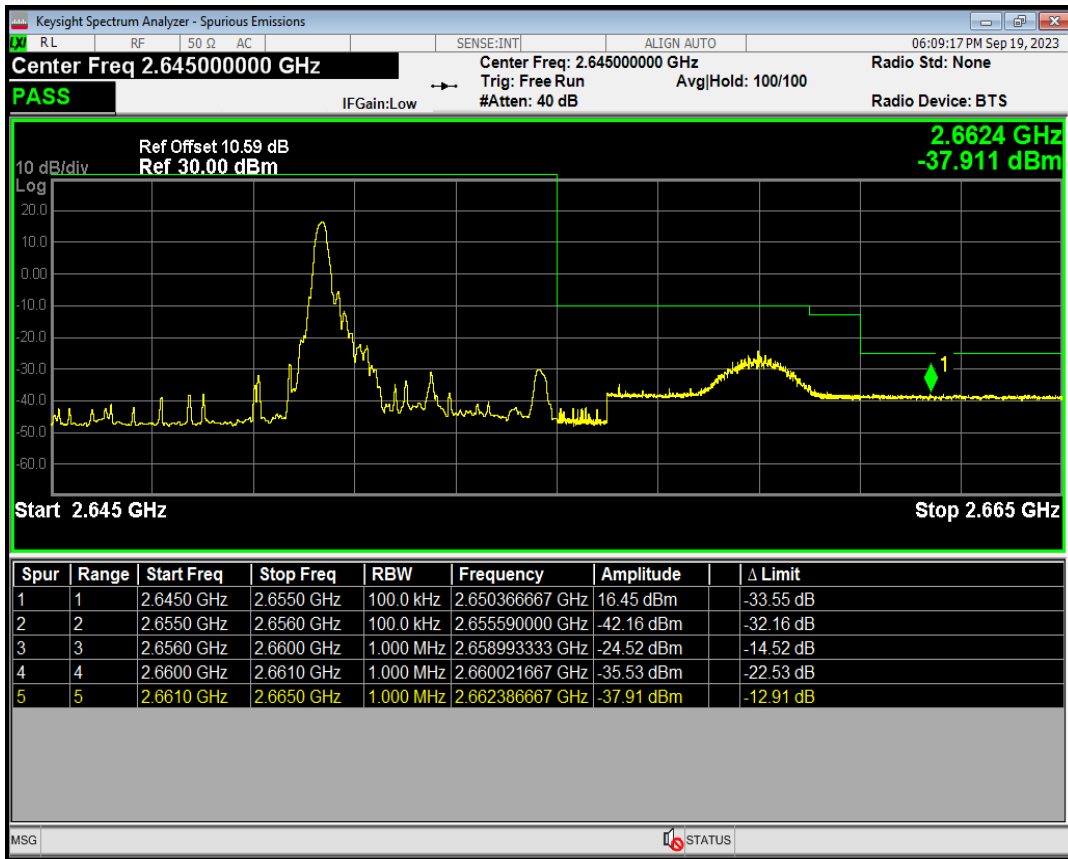 Keysight Spectrum Analyzer - Spurious Emissions
LXI RL RF 50 Ω AC SENSE:INT ALIGN AUTO 06:09:17 PM Sep 19, 2023
Center Freq 2.645000000 GHz Center Freq: 2.645000000 GHz Radio Std: None
Trig: Free Run Avg|Hold: 100/100
PASS IFGain:Low #Atten: 40 dB Radio Device: BTS
2.6624 GHz
Ref Offset 10.59 dB
-37.911 dBm
10 dB/div Ref 30.00 dBm
Log
20.0
10.0
0.00
-10.0
-20.0
-30.0
1
-40.0
-50.0
-60.0
Start 2.645 GHz Stop 2.665 GHz
Spur Range Start Freq Stop Freq RBW Frequency Amplitude Δ Limit
1 1 2.6450 GHz 2.6550 GHz 100.0 kHz 2.650366667 GHz 16.45 dBm -33.55 dB
2 2 2.6550 GHz 2.6560 GHz 100.0 kHz 2.655590000 GHz -42.16 dBm -32.16 dB
3 3 2.6560 GHz 2.6600 GHz 1.000 MHz 2.658993333 GHz -24.52 dBm -14.52 dB
4 4 2.6600 GHz 2.6610 GHz 1.000 MHz 2.660021667 GHz -35.53 dBm -22.53 dB
5 5 2.6610 GHz 2.6650 GHz 1.000 MHz 2.662386667 GHz -37.91 dBm -12.91 dB
MSG STATUS